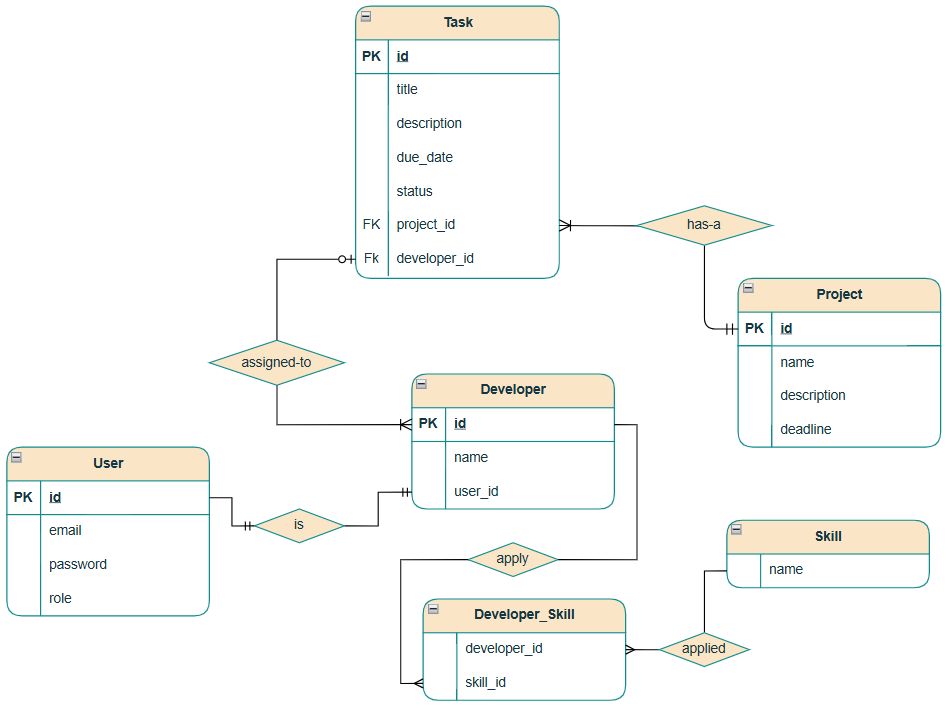 Task
PK id
title
description
due_date
status
FK project_id
Fk developer_id
has-a
Project
PK id
name
description
deadline
assigned-to
Developer
PK id
name
user_id
User
PK id
email
password
role
is
apply
Skill
name
Developer_Skill
developer_id
skill_id
applied